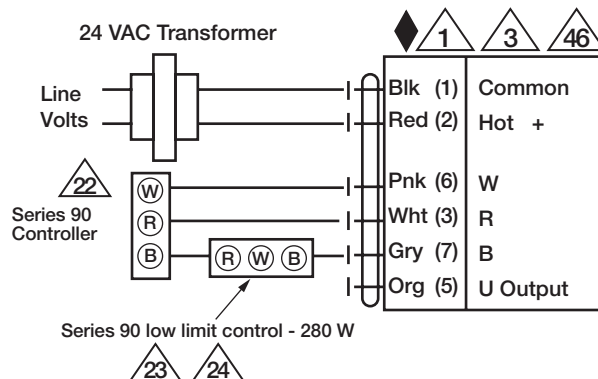 24 VAC Transformer
1 3 46
Line
Volts
Blk (1) Common
Red (2) Hot +
22
Series 90
Controller
W
R
B
R W B
Pnk (6) W
Wht (3) R
Gry (7) B
Org (5) U Output
Series 90 low limit control - 280 W
23 24